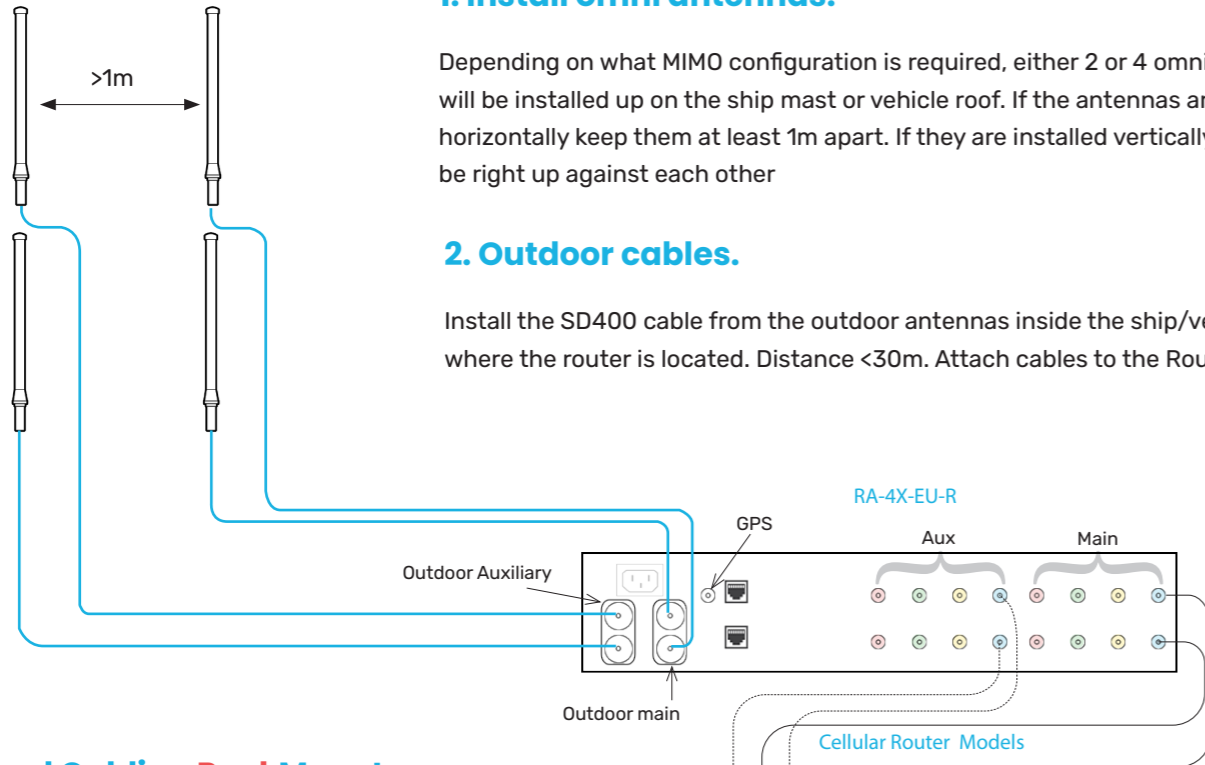 1. Install omni antennas.
>1m
Depending on what MIMO configuration is required, either 2 or 4 omni
will be installed up on the ship mast or vehicle roof. If the antennas
horizontally keep them at least 1m apart. If they are installed vertically
be right up against each other
2. Outdoor cables.
Install the SD400 cable from the outdoor antennas inside the
where the router is located. Distance <30m. Attach cables to the
RA-4X-EU-R
GPS
Aux
Main
Outdoor Auxiliary
Outdoor main
Cellular Router Models